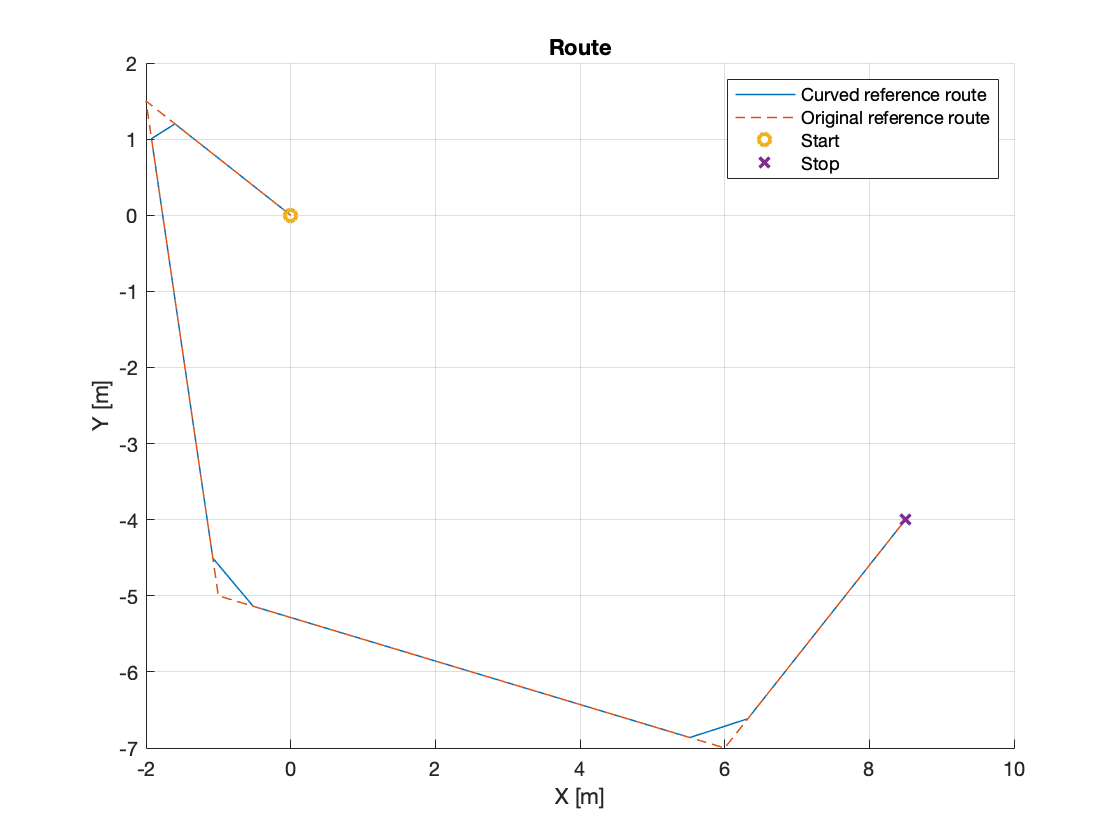 Route
Curved reference route
Original reference route
Start
Stop
2
1
0
-1
-2
-3
-4
-5
-6
-7
Y [m]
-2 0 2 4 6 8 10
X [m]